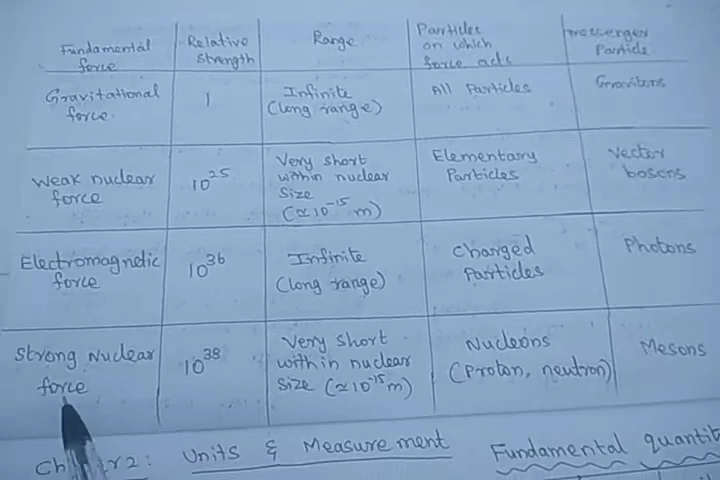 Fundamental force
Relative Strength
Range
Particles on which force acts
messenger Particle
Gravitational force
1
Infinite (Long range)
All Particles
Gravitons
Weak nuclear force
10^25
Very short within nuclear size (≃10^-15 m)
Elementary Particles
Vector bosons
Electromagnetic force
10^36
Infinite (Long range)
Charged Particles
Photons
Strong Nuclear force
10^38
Very Short within nuclear size (≃10^-15 m)
Nucleons (Proton, neutron)
Mesons
2: Units & Measurement
Fundamental